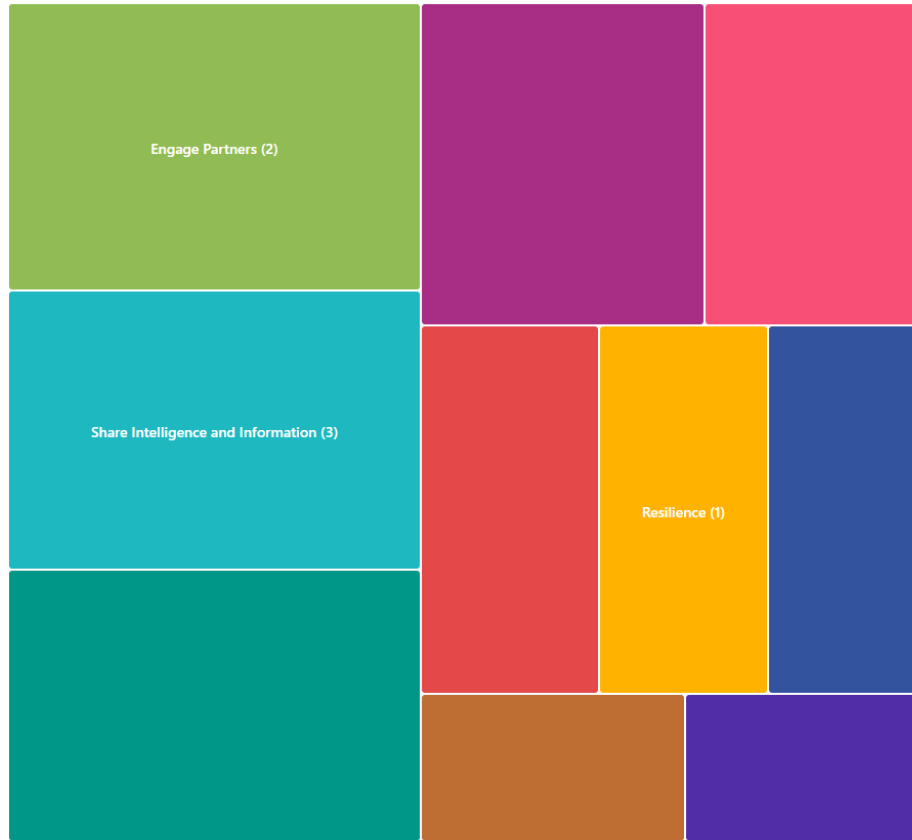 Engage Partners (2)
Share Intelligence and Information (3)
Resilience (1)